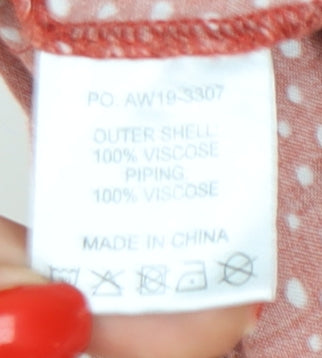 PO. AW19-3307
OUTER SHELL:
100% VISCOSE
PIPING
100% VISCOSE
MADE IN CHINA